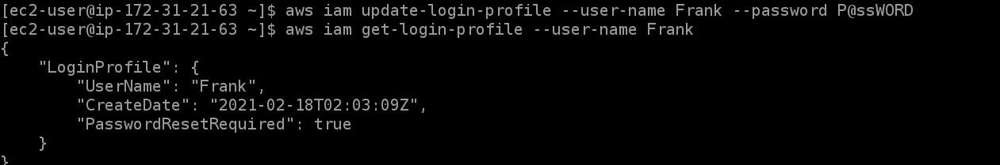 [ec2-user@ip-172-31-21-63 ~]$ aws iam update-login-profile --user-name Frank --password P@ssWORD
[ec2-user@ip-172-31-21-63 ~]$ aws iam get-login-profile --user-name Frank
{
    "LoginProfile": {
        "UserName": "Frank",
        "CreateDate": "2021-02-18T02:03:09Z",
        "PasswordResetRequired": true
    }
}